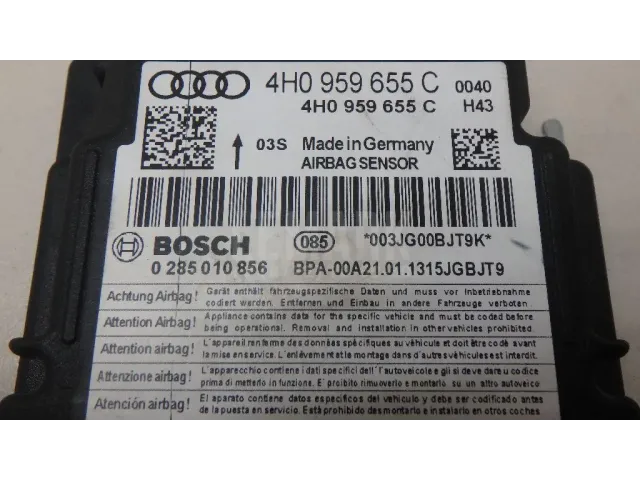 4H0 959 655 C 0040
4H0 959 655 C H43
03S Made in Germany
AIRBAG SENSOR
BOSCH 085 *003JG00BJT9K*
0 285 010 856 BPA-00A21.01.1315JGBJT9
Achtung Airbag! Gerät enthält fahrzeugspezifische Daten und muss vor Inbetriebnahme
codiert werden. Entfernen und Einbau in andere Fahrzeuge verboten
Attention Airbag! Appliance contains data for the specific vehicle and must be coded before
being operational. Removal and installation in other vehicles prohibited.
Attention airbag! L'appareil renferme des données spécifiques au véhicule et doit être codé avant
la mise en service. L'enlèvement et le montage dans d'autres véhicules est interdit.
Attenzione airbag! L'apparecchio contiene i dati specifici dell'l'autoveicolo e gli si deve dare u codice
prima di metterlo in funzione. E' proibito rimuoverlo e montarlo su un altro autoveico
Atención airbag! El aparato contiene datos especificos del vehiculo y debe ser codificado antes
de la puesta en servicio. Está prohibido desmontarlo e instalarlo en otros coches